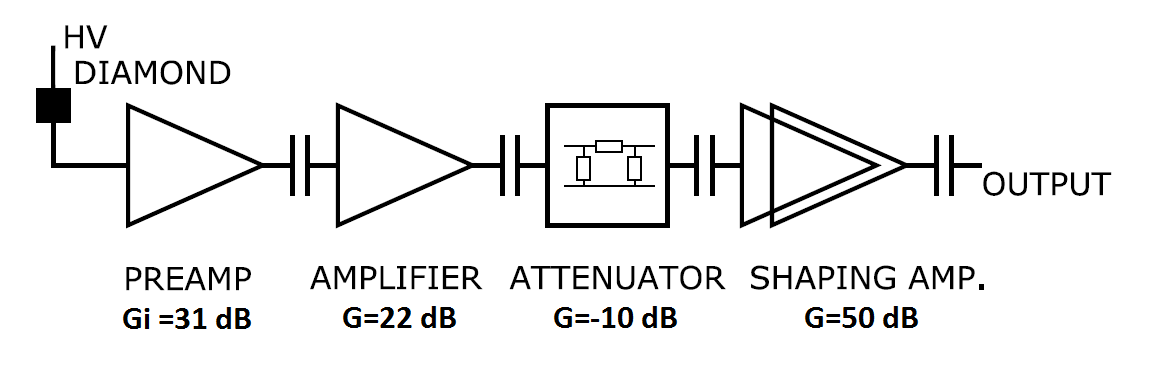 HV
DIAMOND
OUTPUT
PREAMP AMPLIFIER ATTENUATOR SHAPING AMP.
Gi =31 dB G=22 dB G=-10 dB G=50 dB